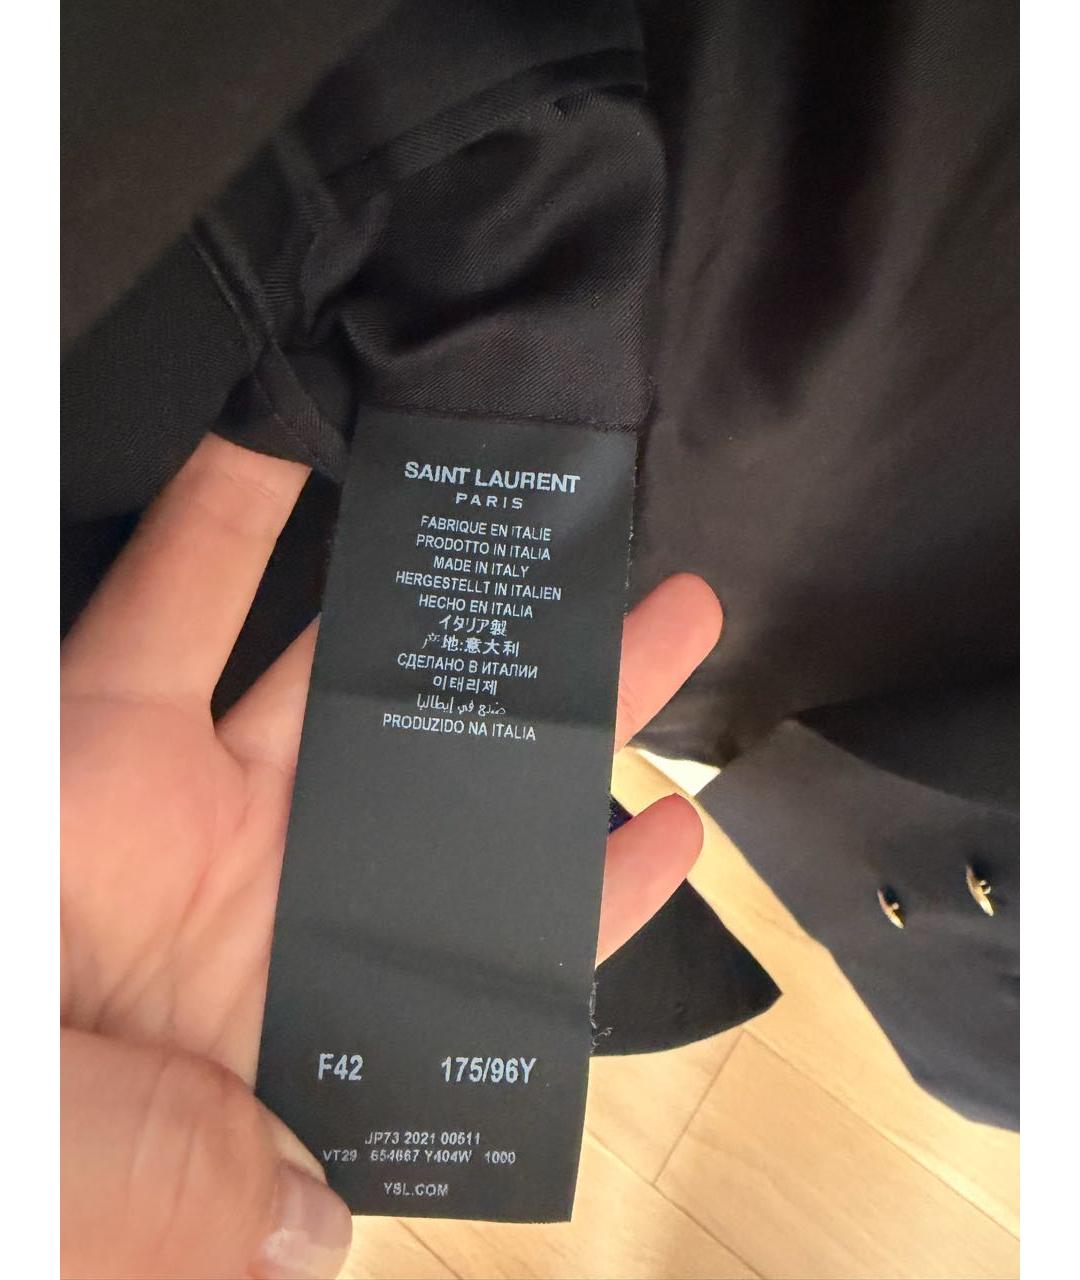 SAINT LAURENT
PARIS
FABRIQUE EN ITALIE
PRODOTTO IN ITALIA
MADE IN ITALY
HERGESTELLT IN ITALIEN
HECHO EN ITALIA
イタリア製
产地:意大利
СДЕЛАНО В ИТАЛИИ
이태리제
صنع في إيطاليا
PRODUZIDO NA ITALIA
F42 175/96Y
JP73 2021 00511
VT29 654667 Y404W 1000
YSL.COM